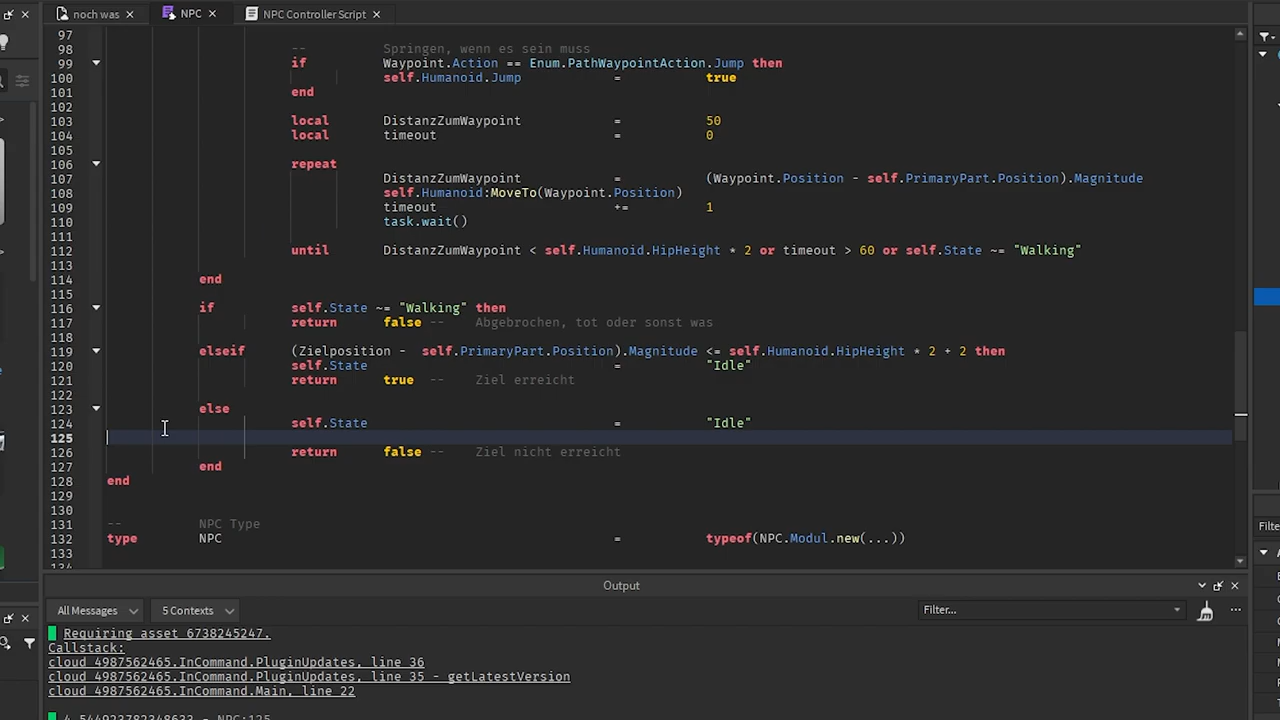 noch was
NPC
NPC Controller Script
97
98 -- Springen, wenn es sein muss
99 if Waypoint.Action == Enum.PathWaypointAction.Jump then
100 self.Humanoid.Jump = true
101 end
102
103 local DistanzZumWaypoint = 50
104 local timeout = 0
105
106 repeat
107 DistanzZumWaypoint = (Waypoint.Position - self.PrimaryPart.Position).Magnitude
108 self.Humanoid:MoveTo(Waypoint.Position)
109 timeout += 1
110 task.wait()
111
112 until DistanzZumWaypoint < self.Humanoid.HipHeight * 2 or timeout > 60 or self.State ~= "Walking"
113
114 end
115
116 if self.State ~= "Walking" then
117 return false -- Abgebrochen, tot oder sonst was
118
119 elseif (Zielposition - self.PrimaryPart.Position).Magnitude <= self.Humanoid.HipHeight * 2 + 2 then
120 self.State = "Idle"
121 return true -- Ziel erreicht
122
123 else
124 self.State = "Idle"
125
126 return false -- Ziel nicht erreicht
127 end
128 end
129
130
131 -- NPC Type
132 type NPC = typeof(NPC.Modul.new(...))
133
134
Output
All Messages
5 Contexts
Filter...
Filte
Requiring asset 6738245247.
Callstack:
cloud_4987562465.InCommand.PluginUpdates, line 36
cloud_4987562465.InCommand.PluginUpdates, line 35 - getLatestVersion
cloud_4987562465.InCommand.Main, line 22
4.544923782348633 - NPC:125